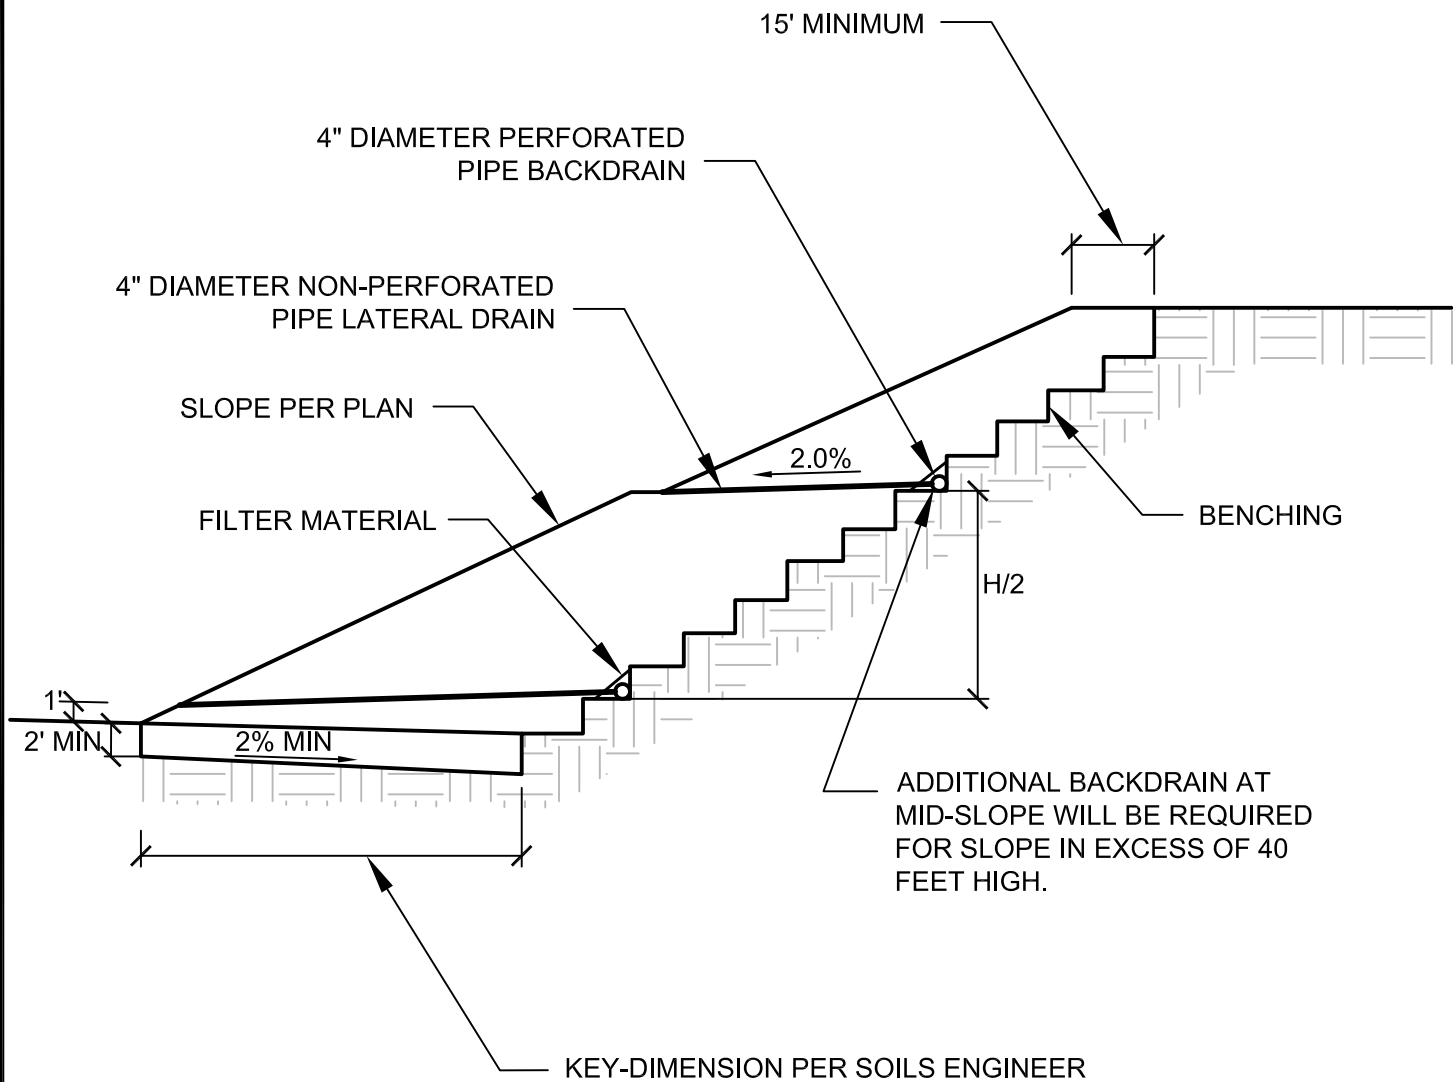 15' MINIMUM
4" DIAMETER PERFORATED
PIPE BACKDRAIN
4" DIAMETER NON-PERFORATED
PIPE LATERAL DRAIN
SLOPE PER PLAN
2.0%
FILTER MATERIAL
BENCHING
H/2
1'
2' MIN
2% MIN
ADDITIONAL BACKDRAIN AT
MID-SLOPE WILL BE REQUIRED
FOR SLOPE IN EXCESS OF 40
FEET HIGH.
KEY-DIMENSION PER SOILS ENGINEER